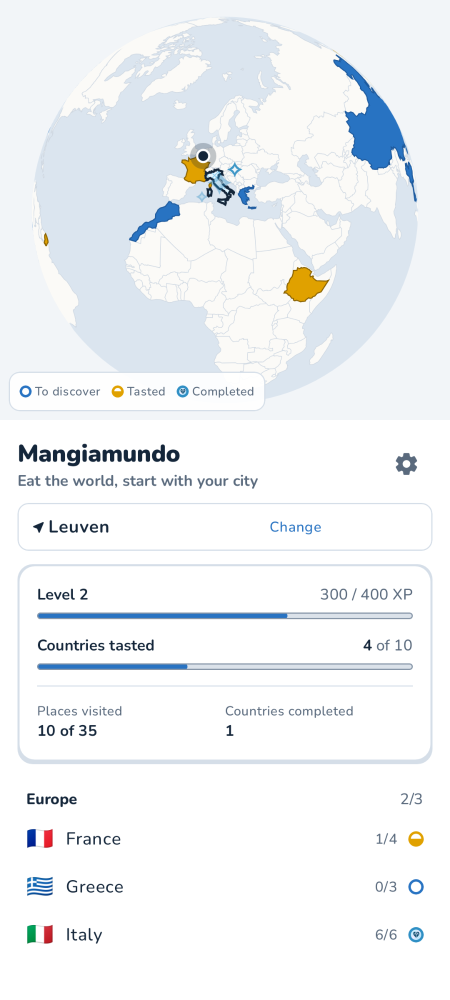 To discover Tasted Completed
Mangiamundo
Eat the world, start with your city
Leuven Change
Level 2 300 / 400 XP
Countries tasted 4 of 10
Places visited Countries completed
10 of 35 1
Europe 2/3
France 1/4
Greece 0/3
Italy 6/6